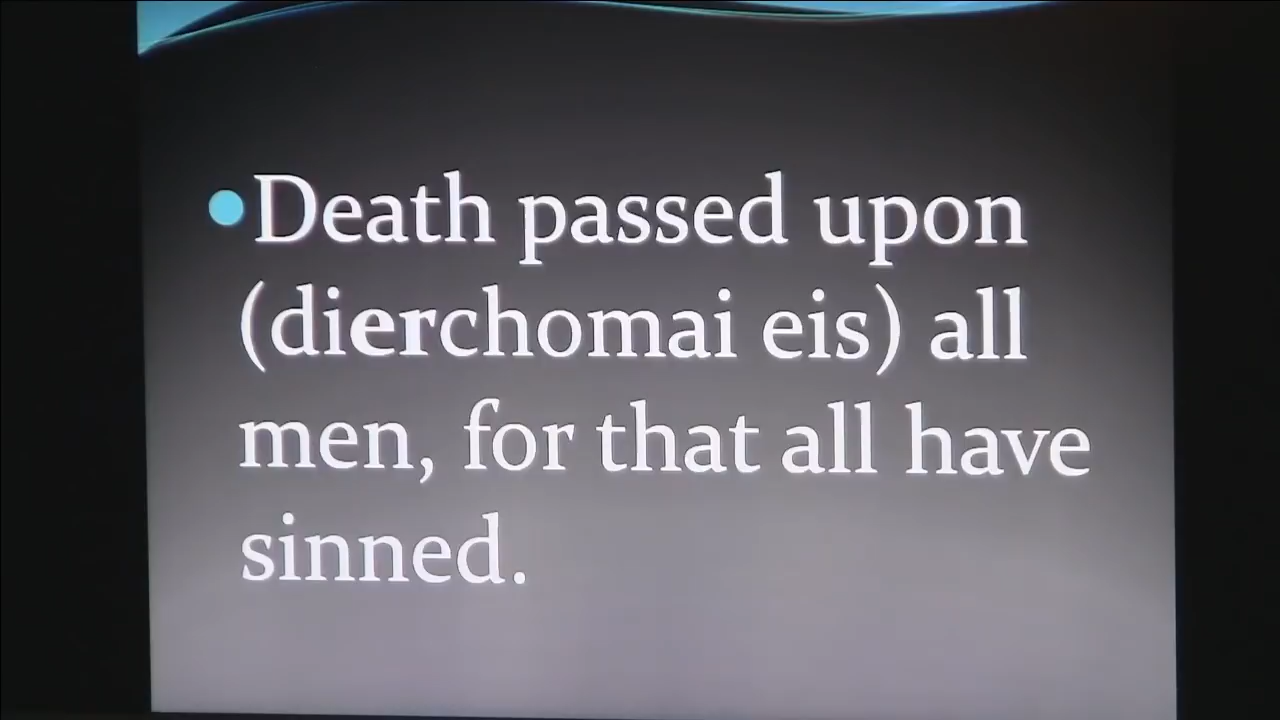 •Death passed upon
(dierchomai eis) all
men, for that all have
sinned.